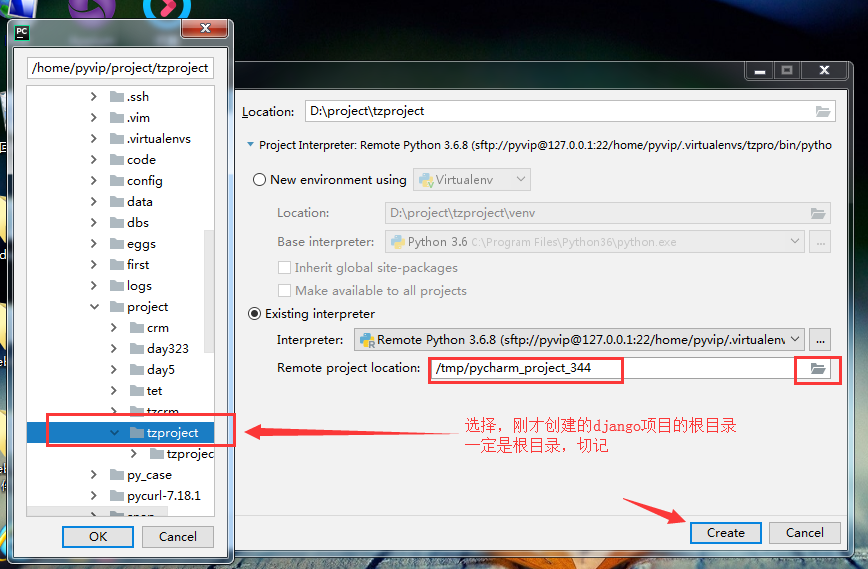 PC
/home/pyvip/project/tzproject
.ssh
.vim
.virtualenvs
code
config
data
dbs
eggs
first
logs
project
crm
day323
day5
tet
tzcrm
tzproject
tzprojec
py_case
pycurl-7.18.1
OK
Cancel
Location:
D:\project\tzproject
Project Interpreter: Remote Python 3.6.8 (sftp://pyvip@127.0.0.1:22/home/pyvip/.virtualenvs/tzpro/bin/pytho
New environment using
Virtualenv
Location:
D:\project\tzproject\venv
Base interpreter:
Python 3.6 C:\Program Files\Python36\python.exe
...
Inherit global site-packages
Make available to all projects
Existing interpreter
Interpreter:
Remote Python 3.6.8 (sftp://pyvip@127.0.0.1:22/home/pyvip/.virtualenv
...
Remote project location:
/tmp/pycharm_project_344
选择，刚才创建的django项目的根目录
一定是根目录，切记
Create
Cancel